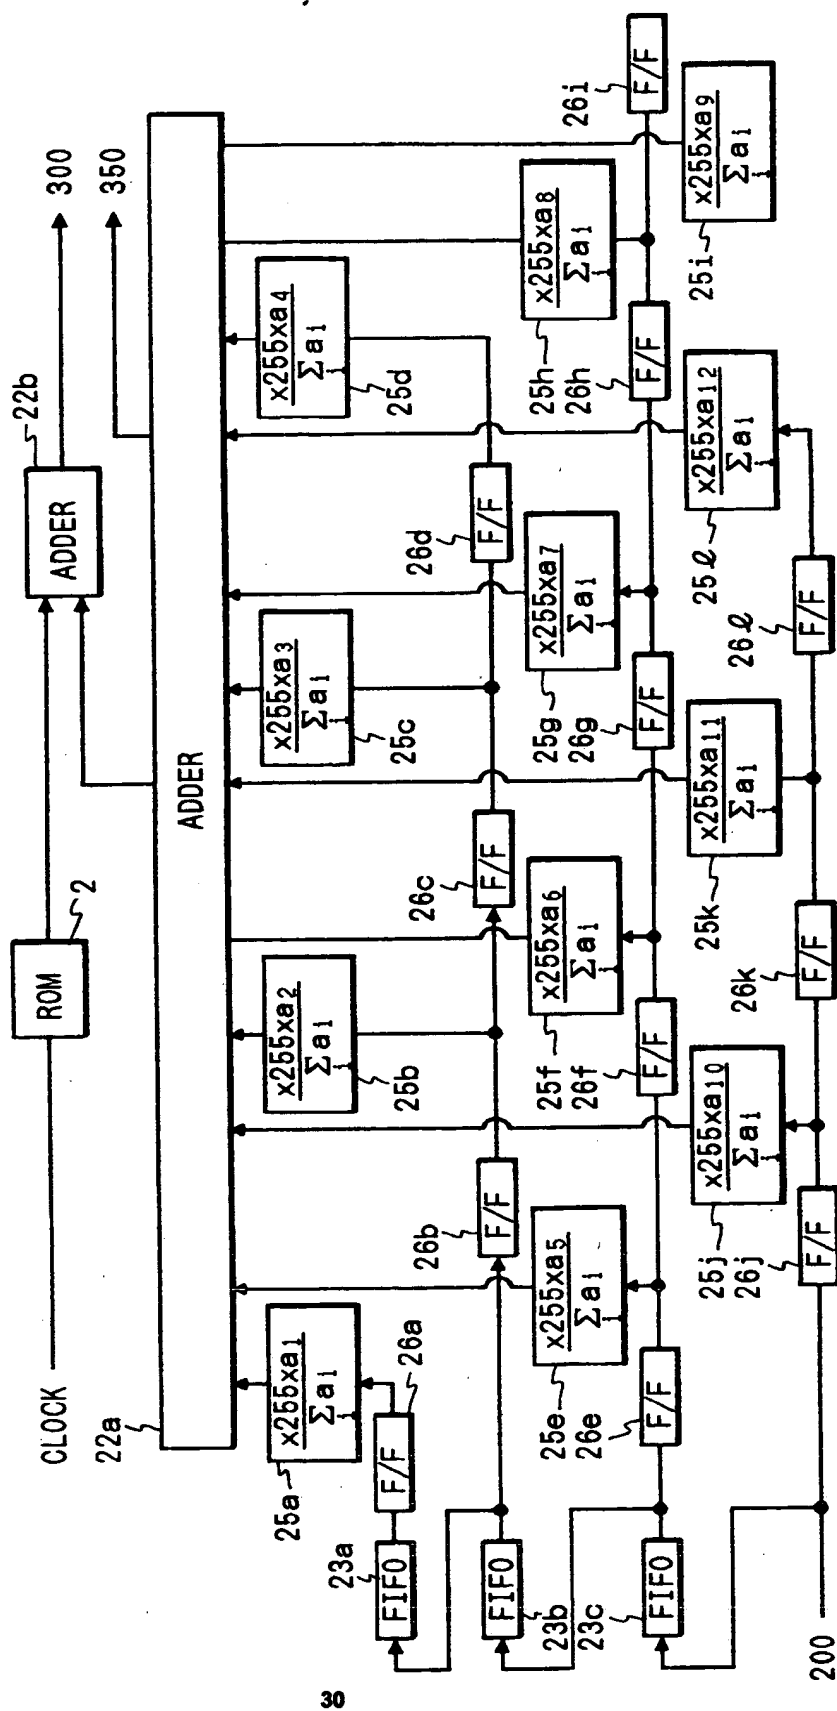 CLOCK
ROM
2
ADDER
22b
300
350
22a
ADDER
x255xa1
Σai
25a
x255xa2
Σai
25b
x255xa3
Σai
25c
x255xa4
Σai
25d
23a
FIFO
F/F
26a
26b
F/F
26c
F/F
26d
F/F
FIFO
23b
x255xa5
Σai
25e
26e
F/F
x255xa6
Σai
25f
26f
F/F
x255xa7
Σai
25g
26g
F/F
x255xa8
Σai
25h
26h
F/F
26i
F/F
x255xa9
Σai
25i
FIFO
23c
x255xa10
Σai
25j
26j
F/F
x255xa11
Σai
25k
26k
F/F
x255xa12
Σai
25ℓ
26ℓ
F/F
200
30